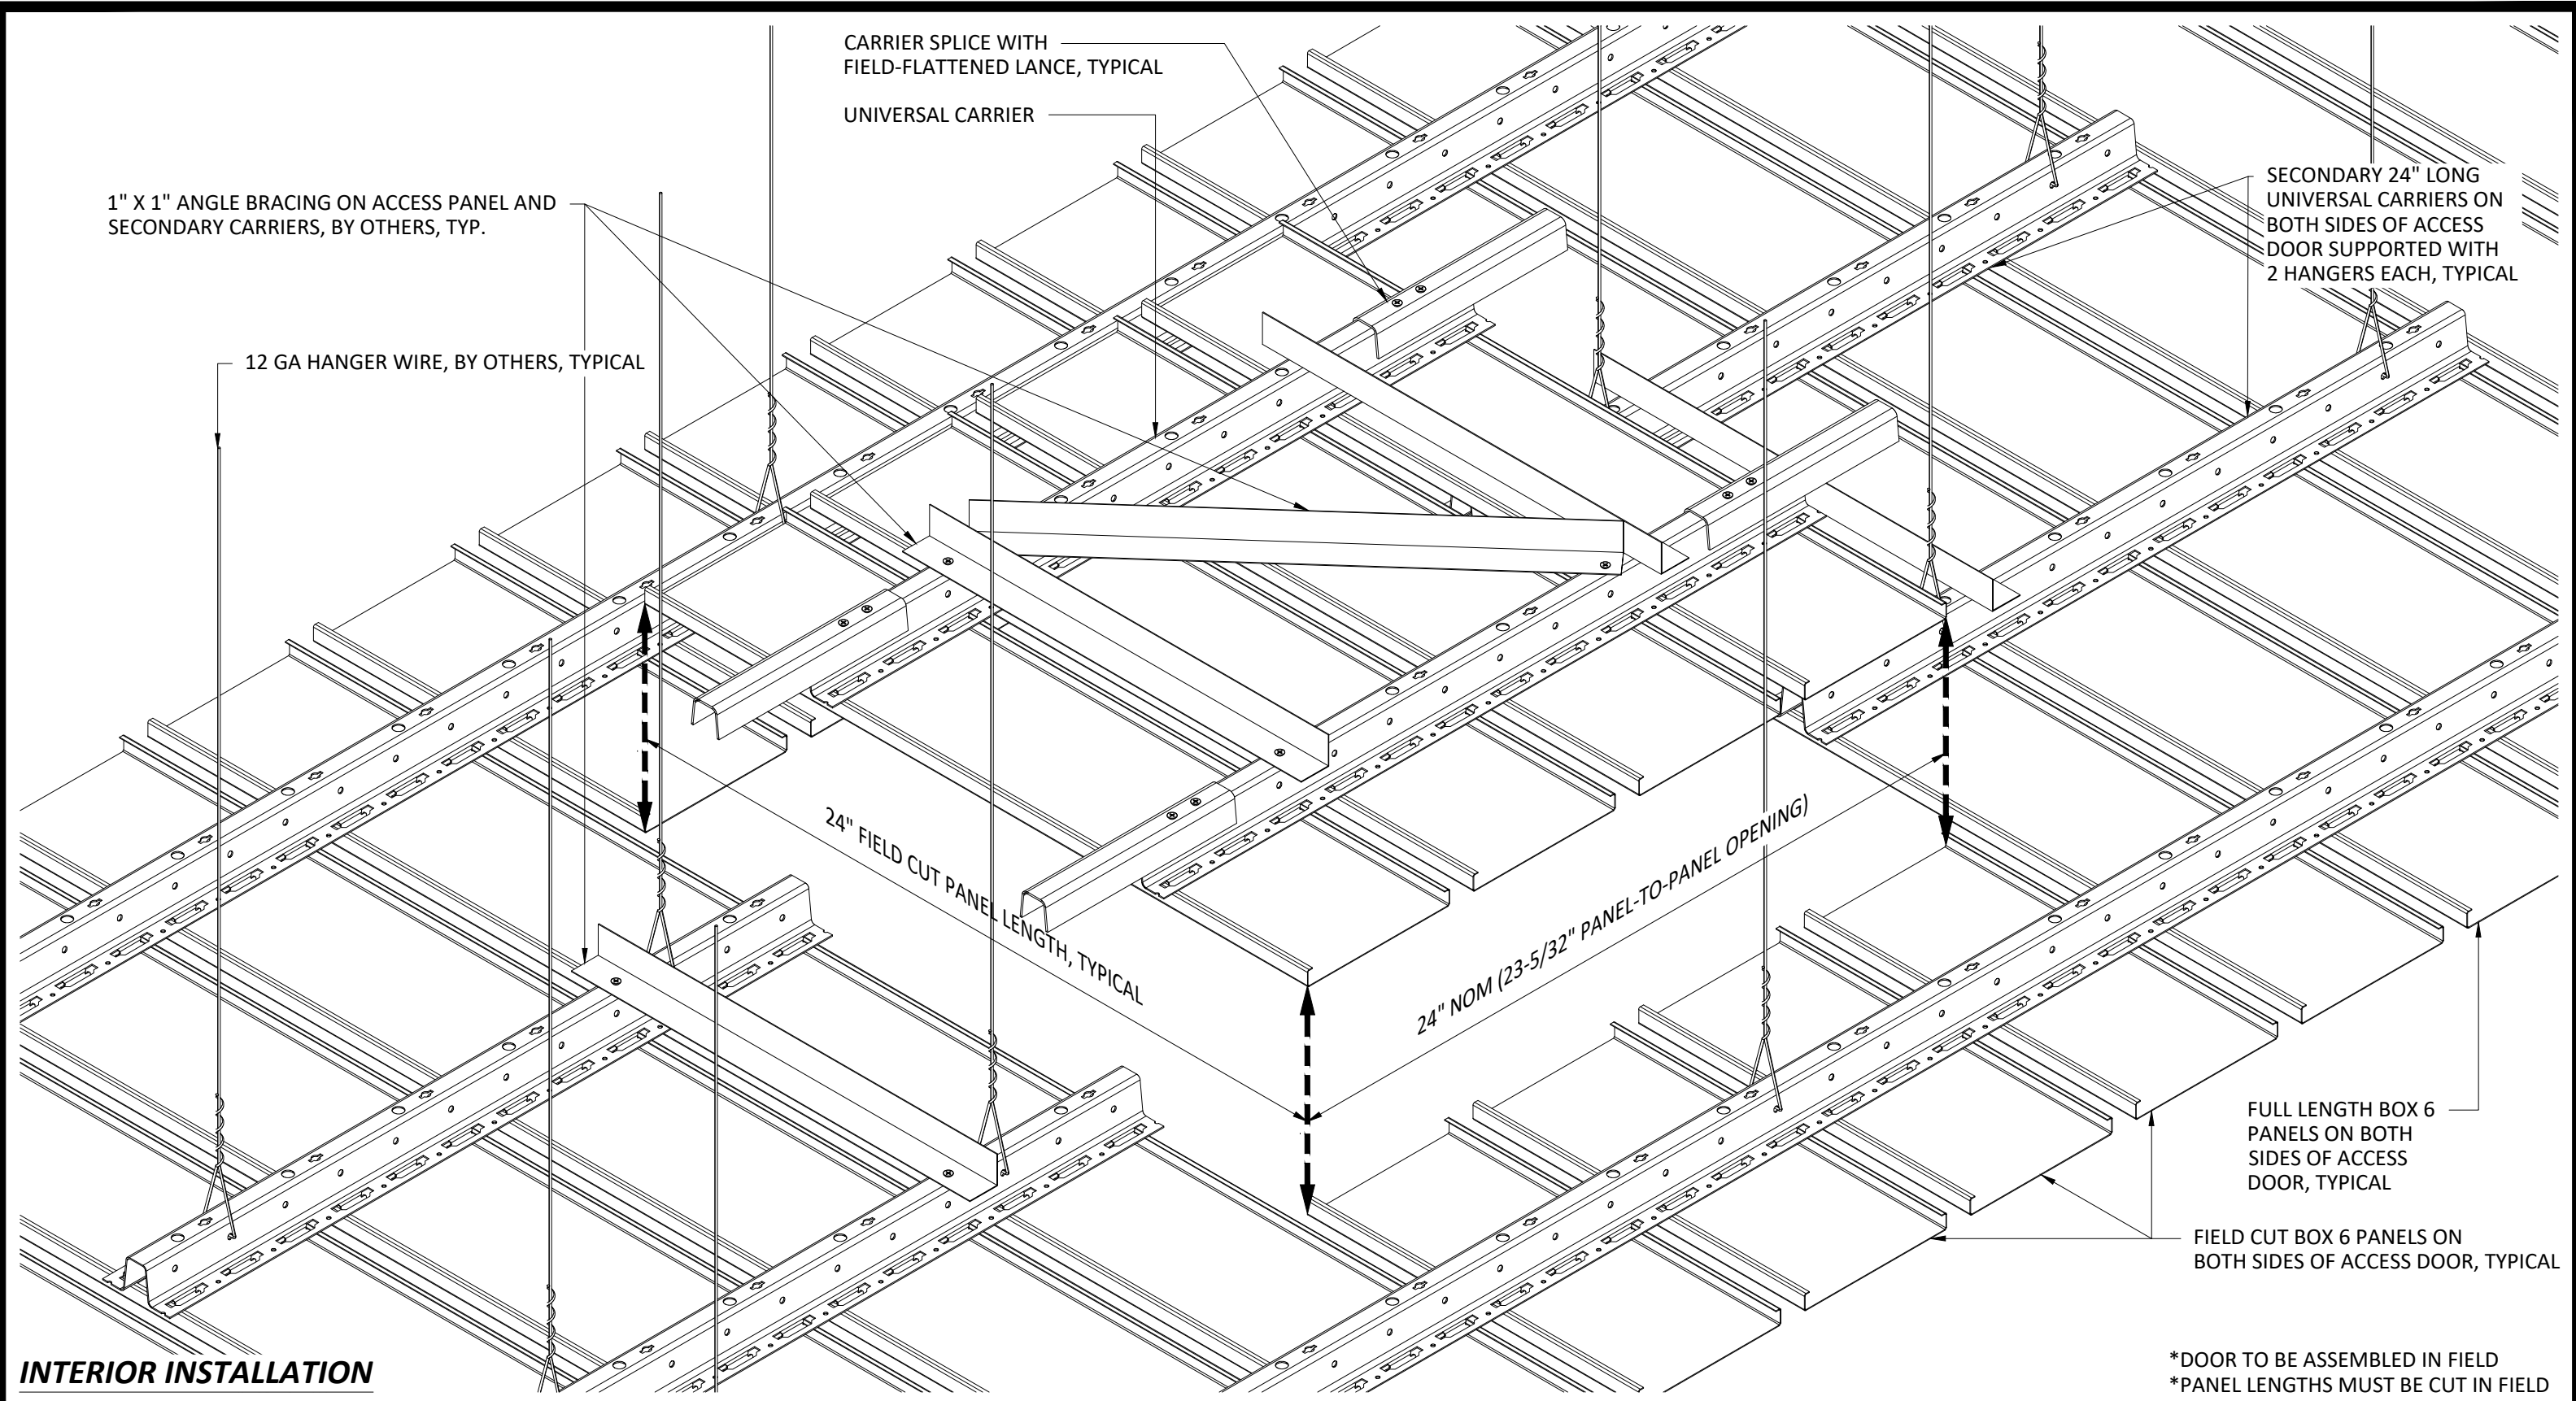 CARRIER SPLICE WITH
FIELD-FLATTENED LANCE, TYPICAL
UNIVERSAL CARRIER
1" X 1" ANGLE BRACING ON ACCESS PANEL AND
SECONDARY CARRIERS, BY OTHERS, TYP.
SECONDARY 24" LONG
UNIVERSAL CARRIERS ON
BOTH SIDES OF ACCESS
DOOR SUPPORTED WITH
2 HANGERS EACH, TYPICAL
12 GA HANGER WIRE, BY OTHERS, TYPICAL
24" FIELD CUT PANEL LENGTH, TYPICAL
24" NOM (23-5/32" PANEL-TO-PANEL OPENING)
FULL LENGTH BOX 6
PANELS ON BOTH
SIDES OF ACCESS
DOOR, TYPICAL
FIELD CUT BOX 6 PANELS ON
BOTH SIDES OF ACCESS DOOR, TYPICAL
INTERIOR INSTALLATION
*DOOR TO BE ASSEMBLED IN FIELD
*PANEL LENGTHS MUST BE CUT IN FIELD